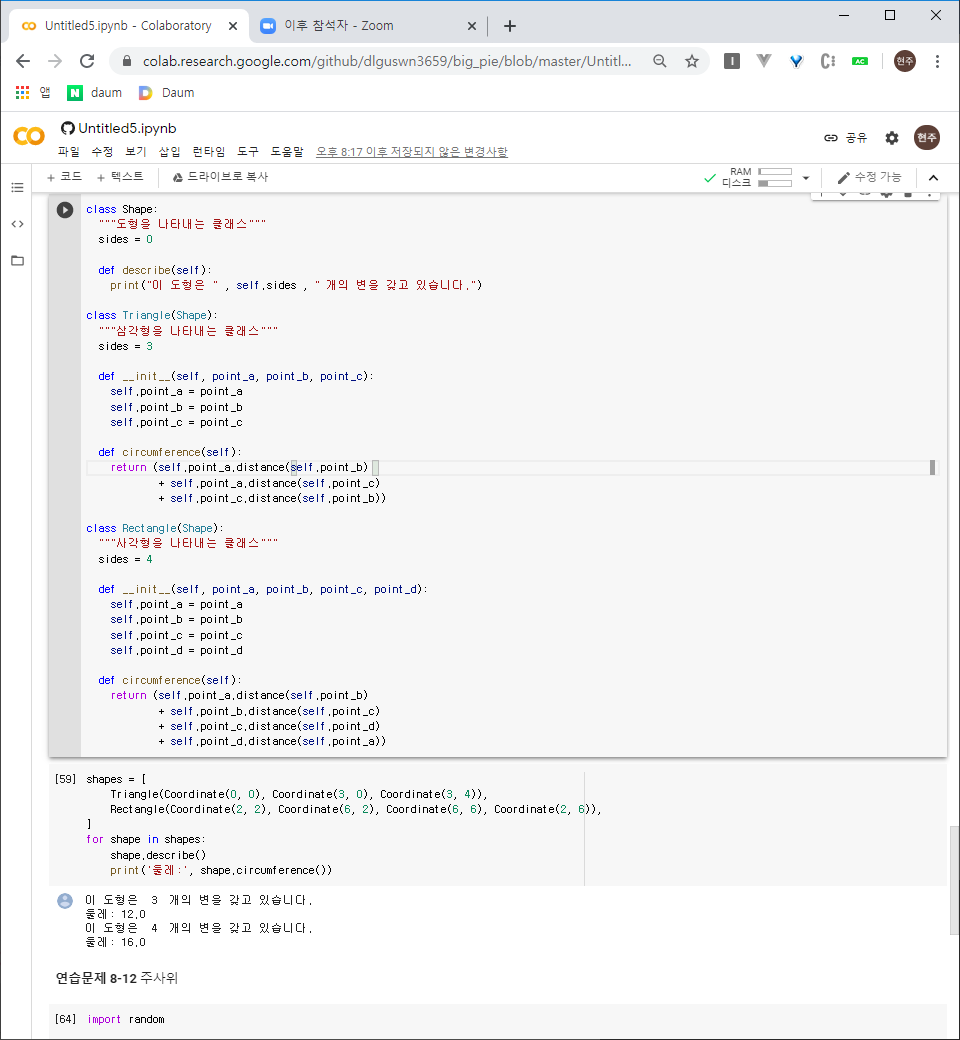 Untitled5.ipynb - Colaboratory
이후 참석자 - Zoom
colab.research.google.com/github/dlguswn3659/big_pie/blob/master/Untitl...
현주
앱 daum Daum
CO Untitled5.ipynb
공유 현주
파일 수정 보기 삽입 런타임 도구 도움말 오후 8:17 이후 저장되지 않은 변경사항
+ 코드 + 텍스트 드라이브로 복사 RAM 디스크 수정 가능
class Shape:
"""도형을 나타내는 클래스"""
sides = 0
def describe(self):
print("이 도형은 " , self.sides , " 개의 변을 갖고 있습니다.")
class Triangle(Shape):
"""삼각형을 나타내는 클래스"""
sides = 3
def __init__(self, point_a, point_b, point_c):
self.point_a = point_a
self.point_b = point_b
self.point_c = point_c
def circumference(self):
return (self.point_a.distance(self.point_b)
+ self.point_a.distance(self.point_c)
+ self.point_c.distance(self.point_b))
class Rectangle(Shape):
"""사각형을 나타내는 클래스"""
sides = 4
def __init__(self, point_a, point_b, point_c, point_d):
self.point_a = point_a
self.point_b = point_b
self.point_c = point_c
self.point_d = point_d
def circumference(self):
return (self.point_a.distance(self.point_b)
+ self.point_b.distance(self.point_c)
+ self.point_c.distance(self.point_d)
+ self.point_d.distance(self.point_a))
[59] shapes = [
Triangle(Coordinate(0, 0), Coordinate(3, 0), Coordinate(3, 4)),
Rectangle(Coordinate(2, 2), Coordinate(6, 2), Coordinate(6, 6), Coordinate(2, 6)),
]
for shape in shapes:
shape.describe()
print('둘레:', shape.circumference())
이 도형은 3 개의 변을 갖고 있습니다.
둘레: 12.0
이 도형은 4 개의 변을 갖고 있습니다.
둘레: 16.0
연습문제 8-12 주사위
[64] import random